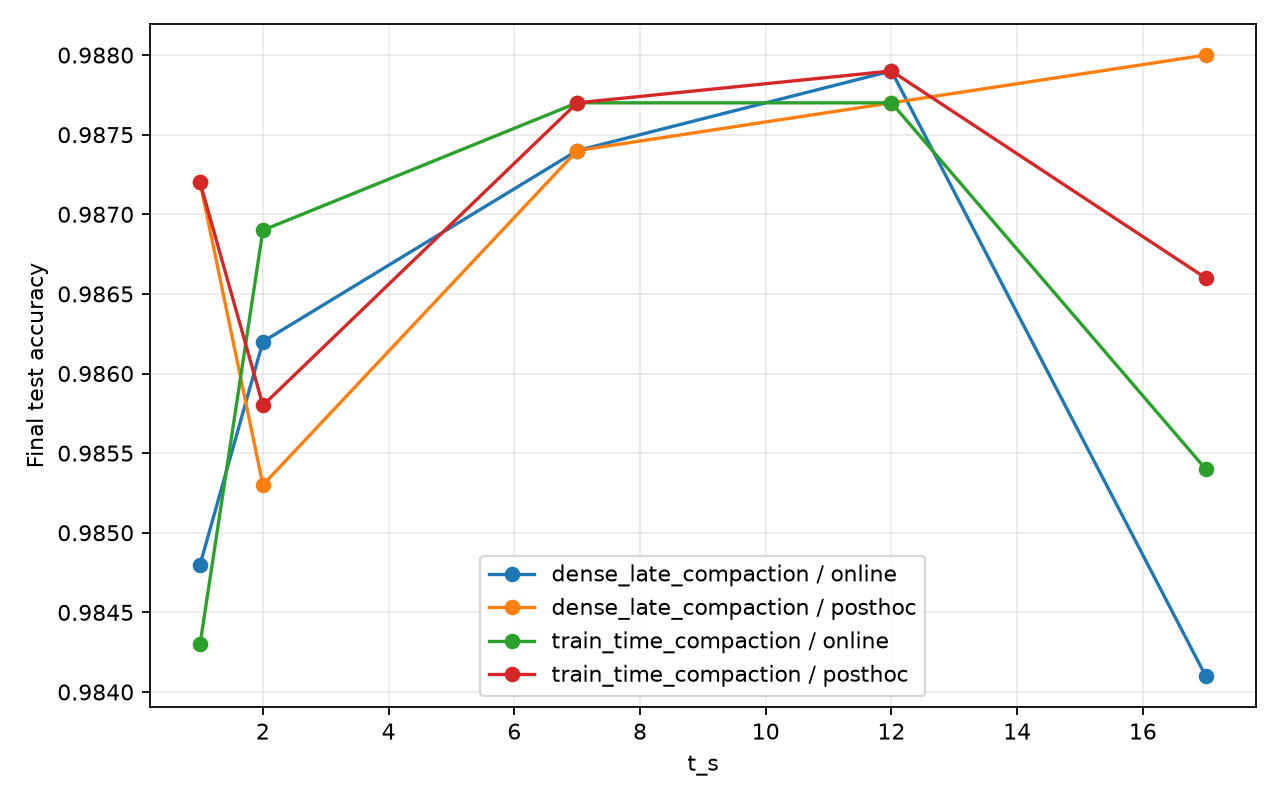 0.9880
0.9875
0.9870
0.9865
0.9860
0.9855
0.9850
0.9845
0.9840
Final test accuracy
dense_late_compaction / online
dense_late_compaction / posthoc
train_time_compaction / online
train_time_compaction / posthoc
2 4 6 8 10 12 14 16
t_s